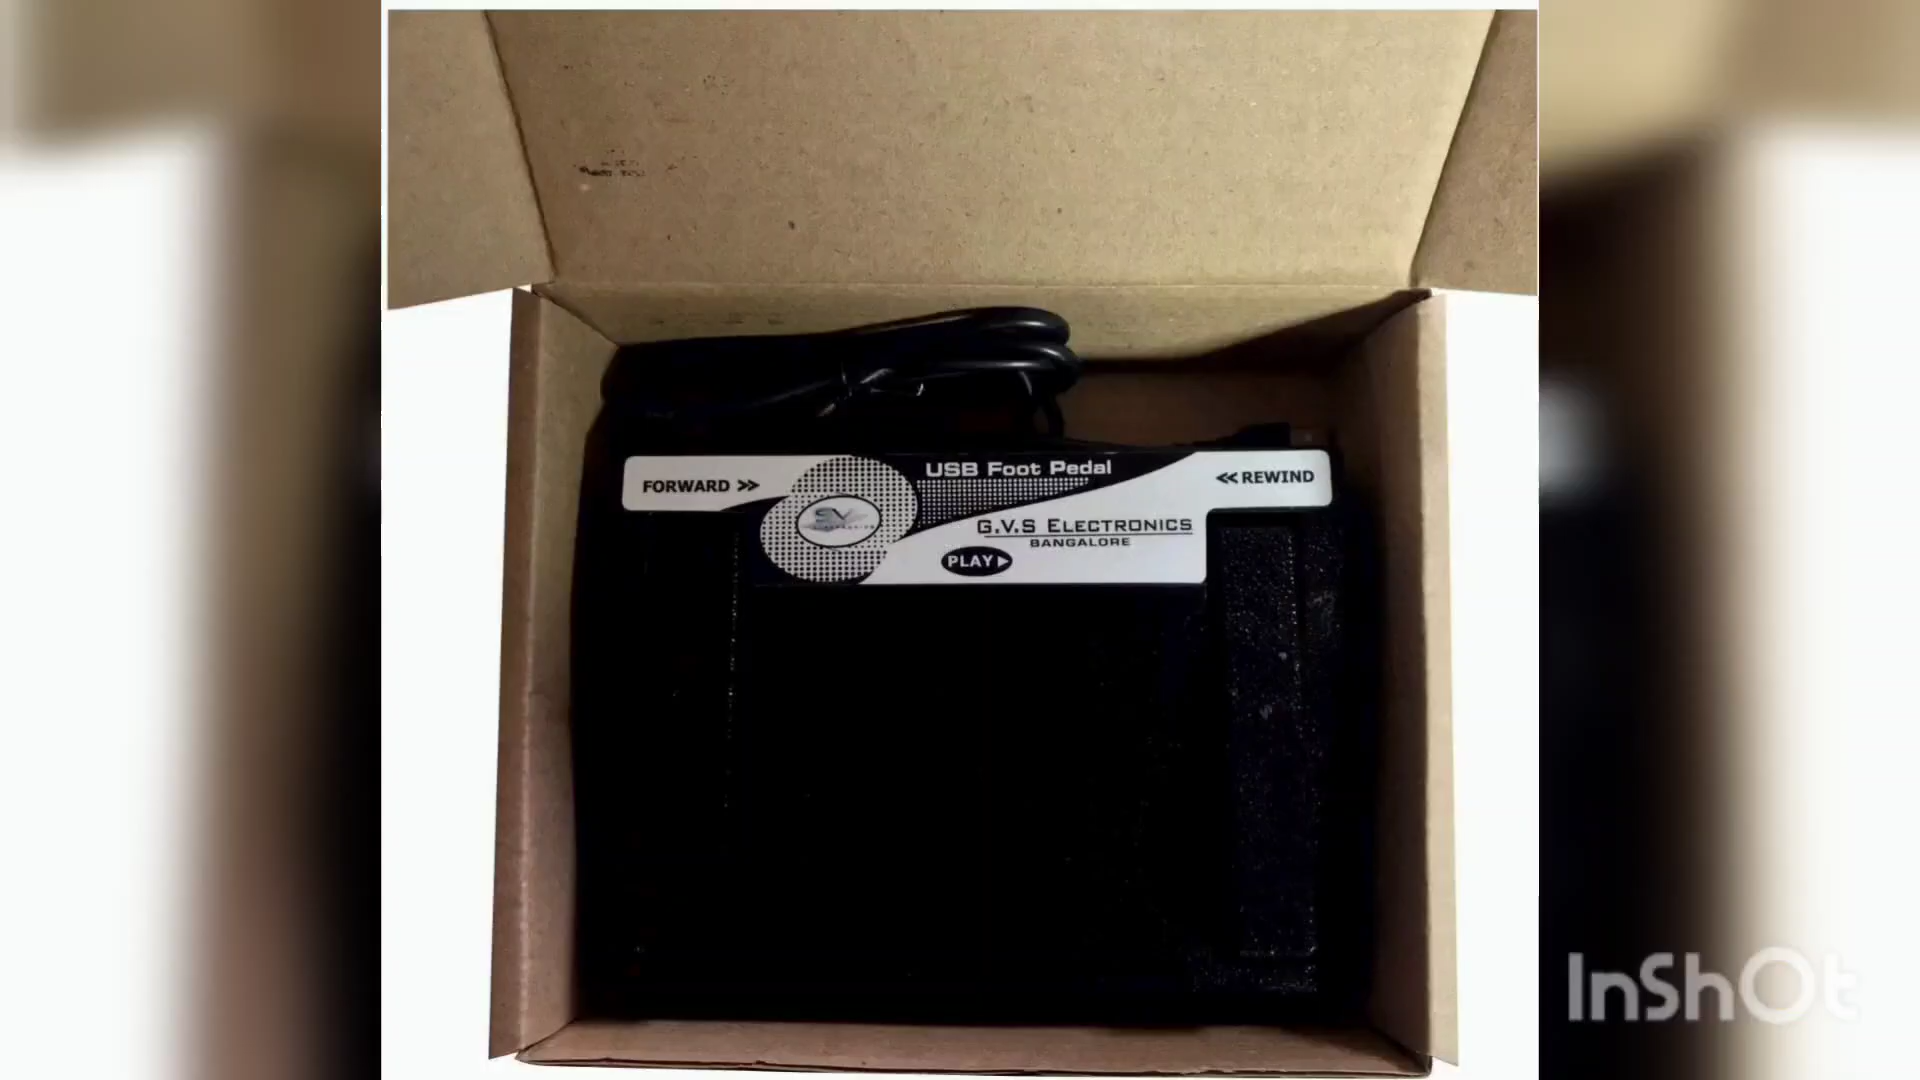 USB Foot Pedal
FORWARD >>
<< REWIND
G.V.S ELECTRONICS
BANGALORE
PLAY
InShOt